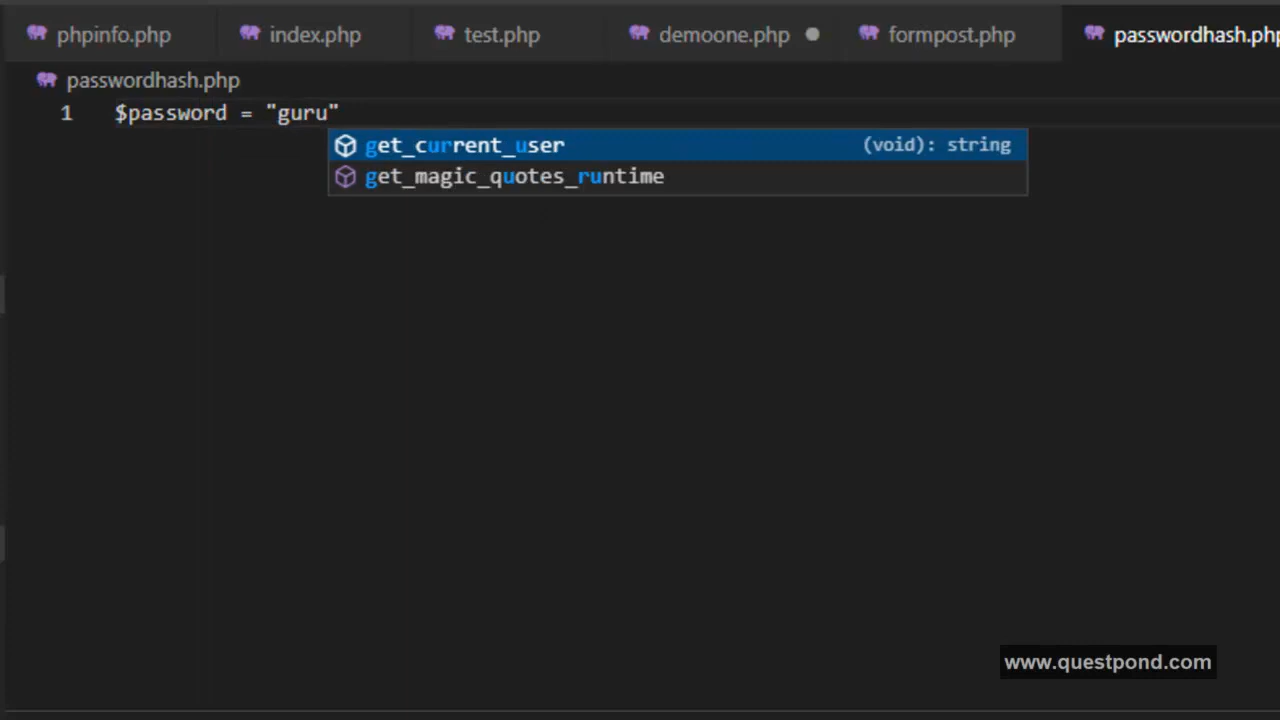 phpinfo.php index.php test.php demoone.php formpost.php passwordhash.php
passwordhash.php
1 $password = "guru"
get_current_user (void): string
get_magic_quotes_runtime
www.questpond.com